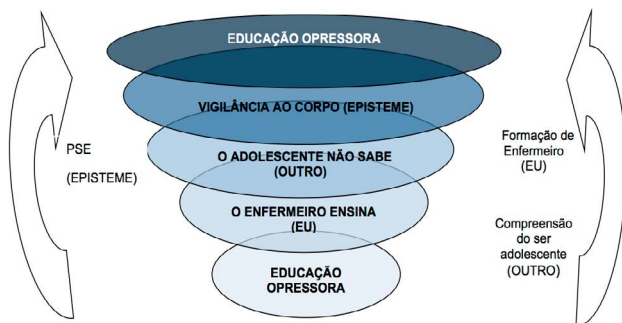 EDUCAÇÃO OPRESSORA
VIGILÂNCIA AO CORPO (EPISTEME)
O ADOLESCENTE NÃO SABE
(OUTRO)
O ENFERMEIRO ENSINA
(EU)
EDUCAÇÃO
OPRESSORA
PSE
(EPISTEME)
Formação de
Enfermeiro
(EU)
Compreensão
do ser
adolescente
(OUTRO)